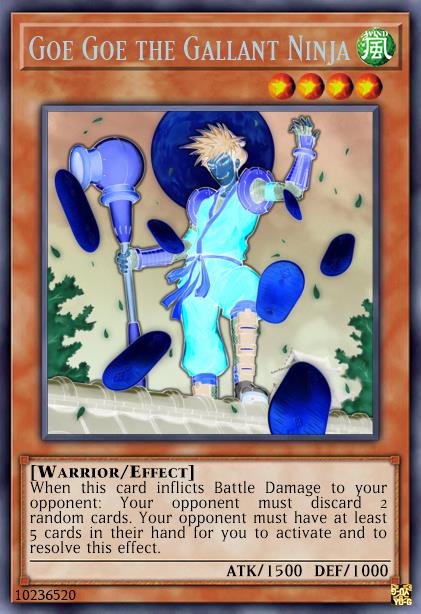 Goe Goe the Gallant Ninja
WIND
風
[Warrior/Effect]
When this card inflicts Battle Damage to your
opponent: Your opponent must discard 2
random cards. Your opponent must have at least
5 cards in their hand for you to activate and to
resolve this effect.
ATK/1500 DEF/1000
10236520